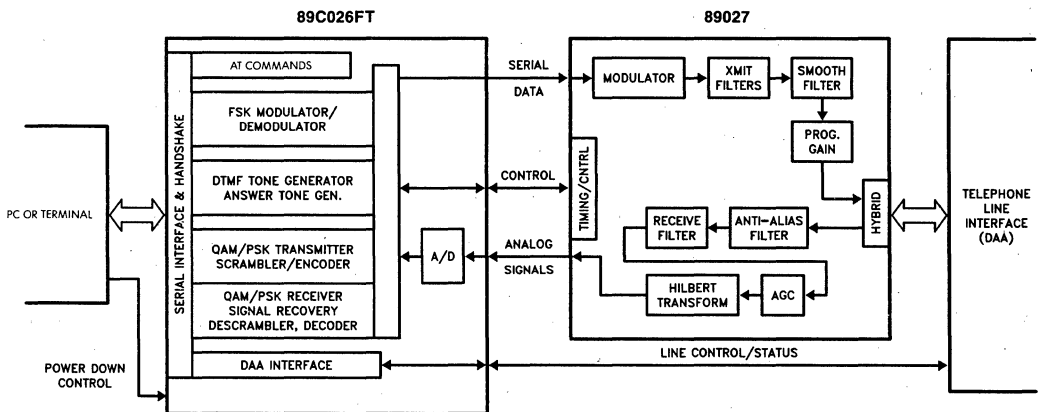 89C026FT
89027
AT COMMANDS
FSK MODULATOR/
DEMODULATOR
DTMF TONE GENERATOR
ANSWER TONE GEN.
QAM/PSK TRANSMITTER
SCRAMBLER/ENCODER
QAM/PSK RECEIVER
SIGNAL RECOVERY
DESCRAMBLER, DECODER
DAA INTERFACE
SERIAL INTERFACE & HANDSHAKE
PC OR TERMINAL
POWER DOWN
CONTROL
A/D
SERIAL
DATA
CONTROL
ANALOG
SIGNALS
LINE CONTROL/STATUS
TIMING/CNTRL
MODULATOR
XMIT
FILTERS
SMOOTH
FILTER
PROG.
GAIN
HYBRID
RECEIVE
FILTER
ANTI-ALIAS
FILTER
HILBERT
TRANSFORM
AGC
TELEPHONE
LINE
INTERFACE
(DAA)